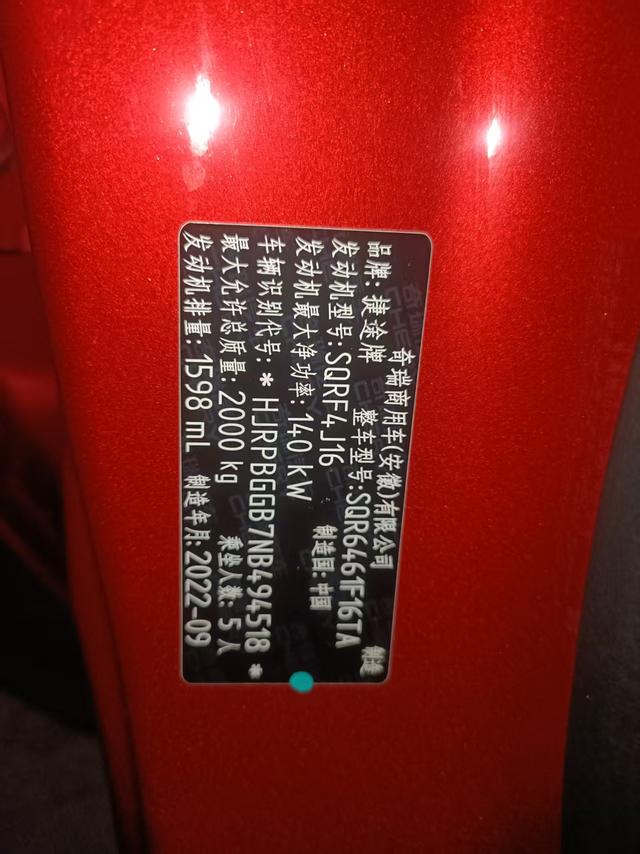 奇瑞商用车(安徽)有限公司 制造
品牌: 捷途牌 整车型号:SQR6461F16TA
发动机型号:SQRF4J16 制造国:中国
发动机最大净功率: 140 kW
车辆识别代号: * HJRPBGGB7NB494518 *
最大允许总质量: 2000 kg 乘坐人数: 5 人
发动机排量: 1598 mL 制造年月:2022-09